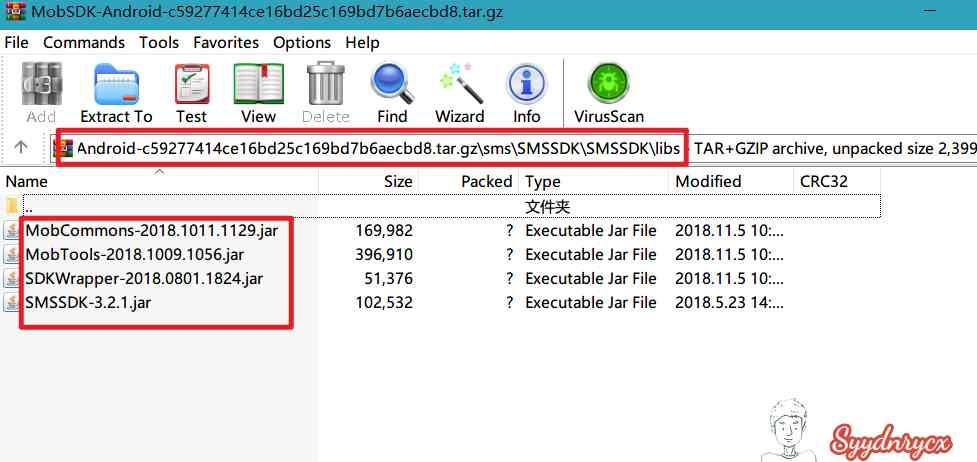 MobSDK-Android-c59277414ce16bd25c169bd7b6aecbd8.tar.gz
File Commands Tools Favorites Options Help
Add Extract To Test View Delete Find Wizard Info VirusScan
Android-c59277414ce16bd25c169bd7b6aecbd8.tar.gz\sms\SMSSDK\SMSSDK\libs - TAR+GZIP archive, unpacked size 2,399
Name Size Packed Type Modified CRC32
.. 文件夹
MobCommons-2018.1011.1129.jar 169,982 ? Executable Jar File 2018.11.5 10:...
MobTools-2018.1009.1056.jar 396,910 ? Executable Jar File 2018.11.5 10:...
SDKWrapper-2018.0801.1824.jar 51,376 ? Executable Jar File 2018.11.5 10:...
SMSSDK-3.2.1.jar 102,532 ? Executable Jar File 2018.5.23 14:...
Syydnrycx